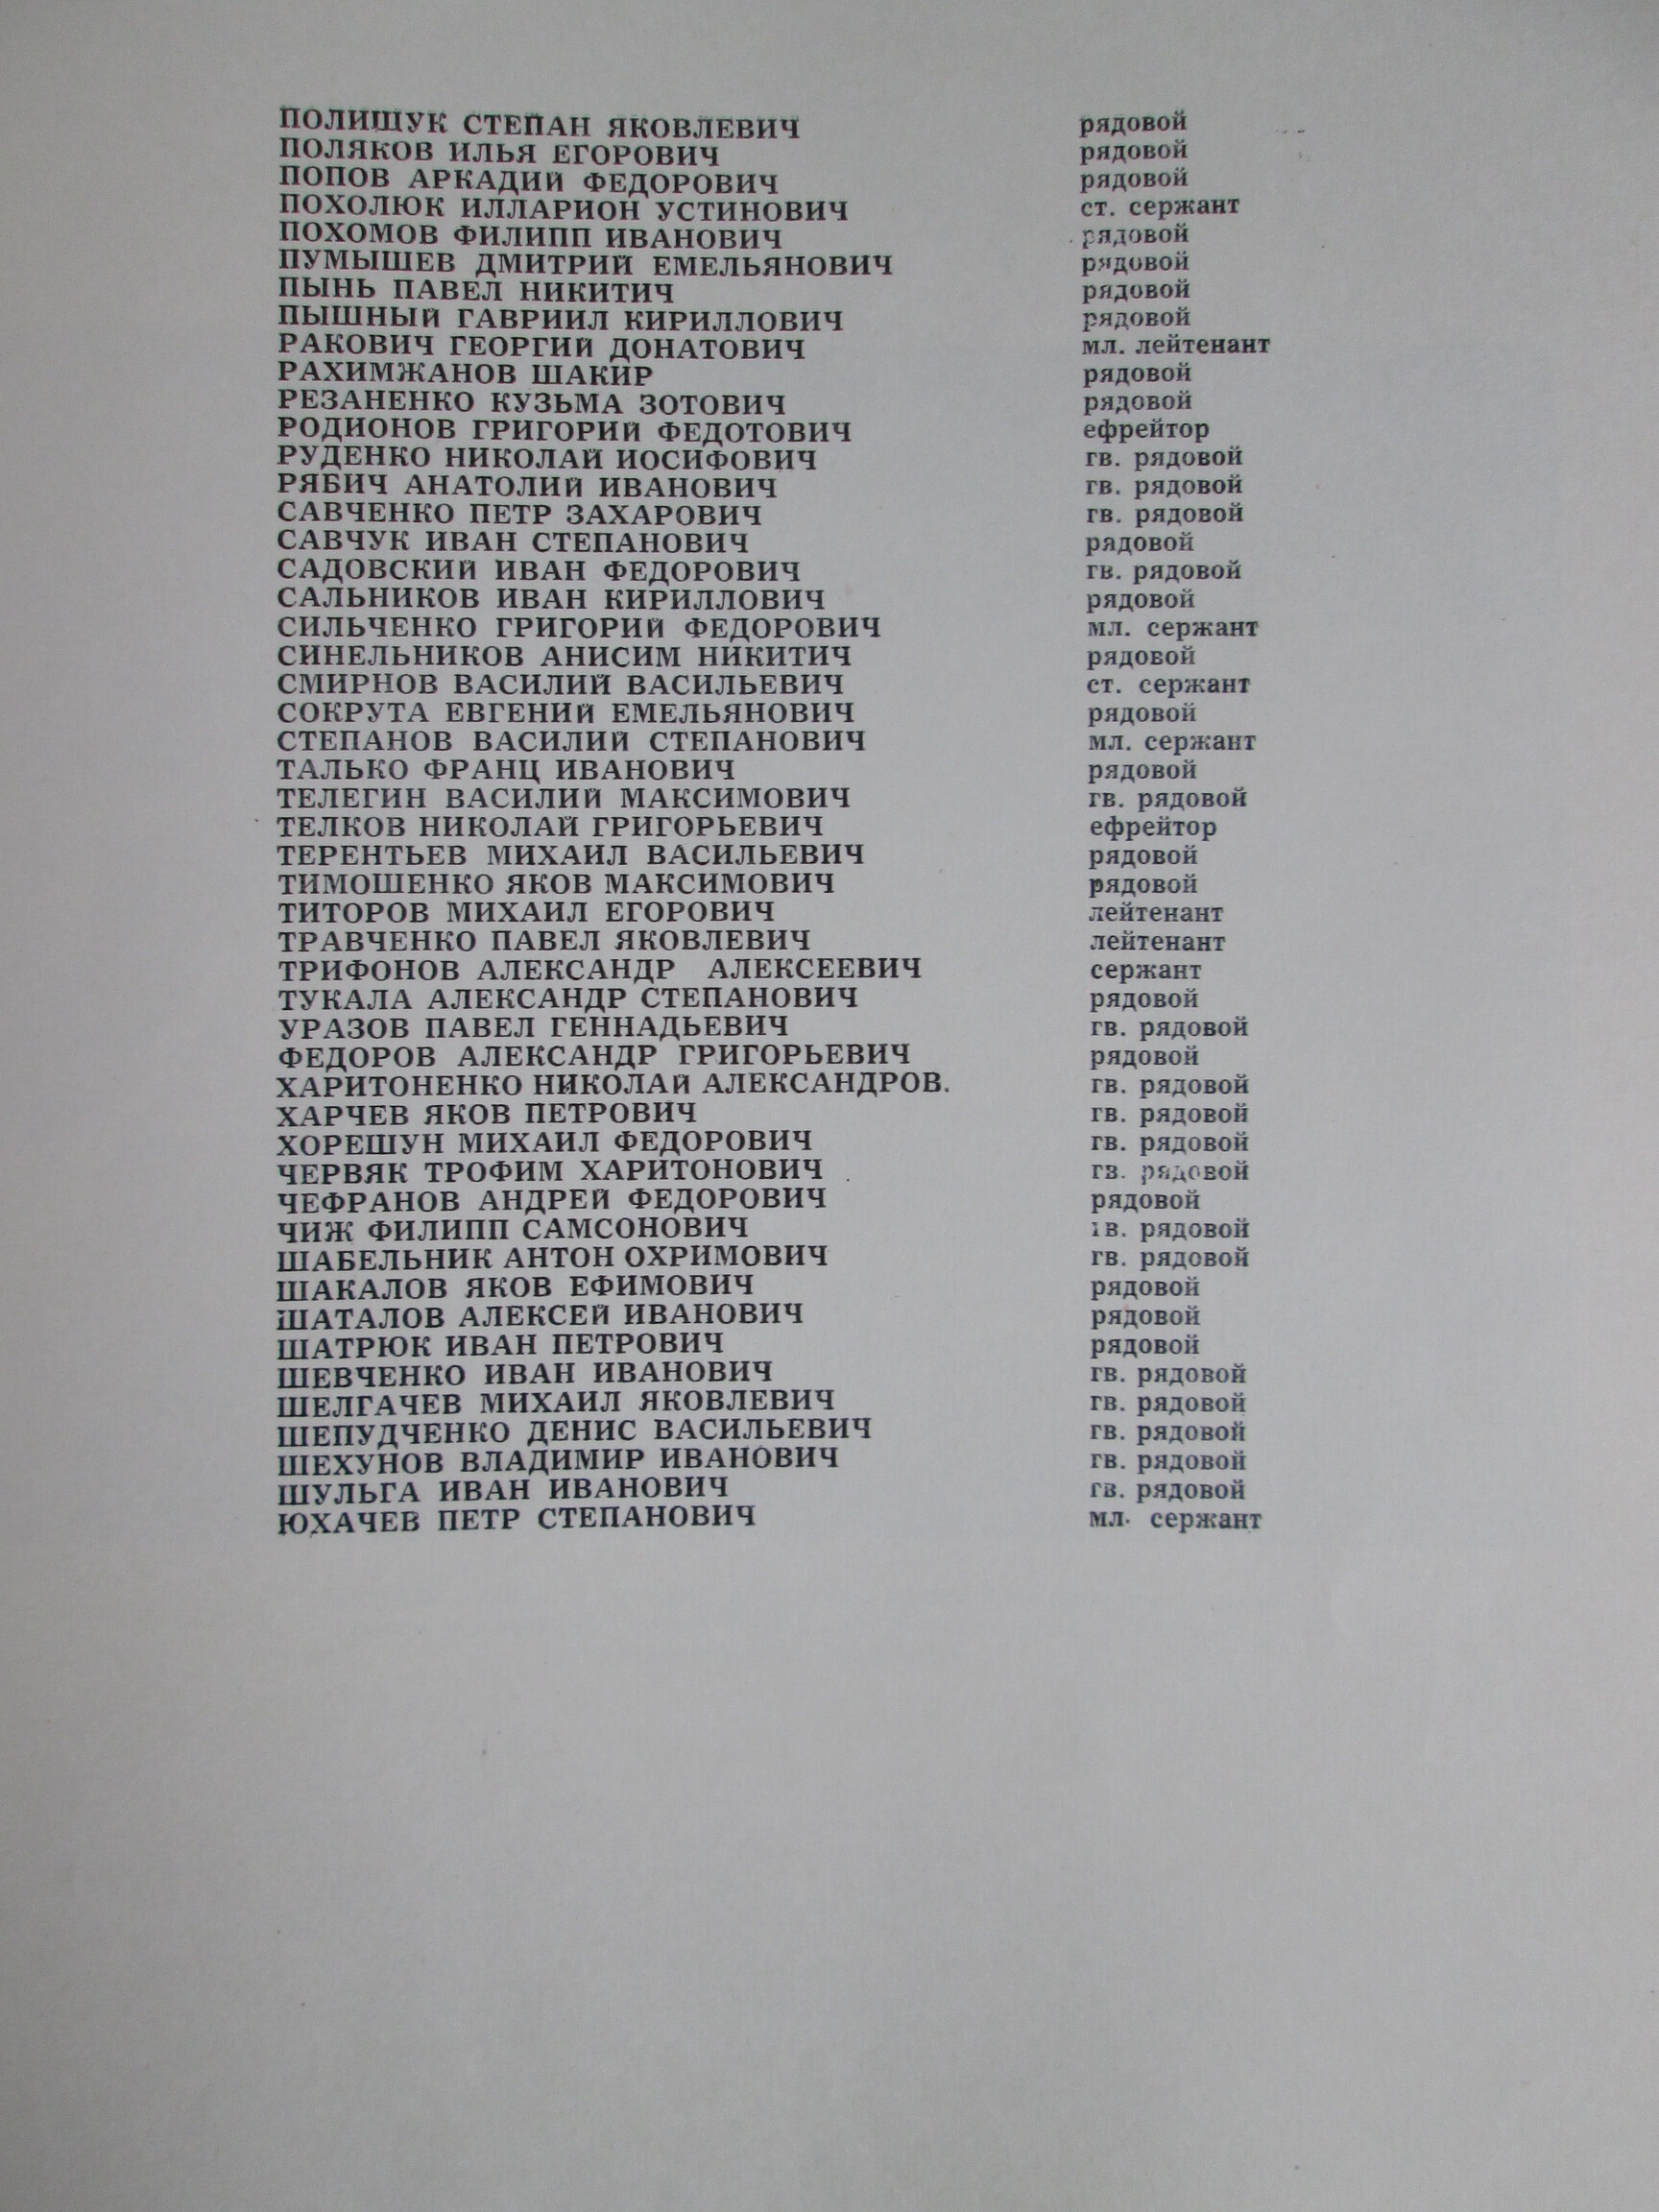 ПОЛИЩУК СТЕПАН ЯКОВЛЕВИЧ рядовой
ПОЛЯКОВ ИЛЬЯ ЕГОРОВИЧ рядовой
ПОПОВ АРКАДИЙ ФЕДОРОВИЧ рядовой
ПОХОЛЮК ИЛЛАРИОН УСТИНОВИЧ ст. сержант
ПОХОМОВ ФИЛИПП ИВАНОВИЧ рядовой
ПУМЫШЕВ ДМИТРИЙ ЕМЕЛЬЯНОВИЧ рядовой
ПЫНЬ ПАВЕЛ НИКИТИЧ рядовой
ПЫШНЫЙ ГАВРИИЛ КИРИЛЛОВИЧ рядовой
РАКОВИЧ ГЕОРГИЙ ДОНАТОВИЧ мл. лейтенант
РАХИМЖАНОВ ШАКИР рядовой
РЕЗАНЕНКО КУЗЬМА ЗОТОВИЧ рядовой
РОДИОНОВ ГРИГОРИЙ ФЕДОТОВИЧ ефрейтор
РУДЕНКО НИКОЛАЙ ИОСИФОВИЧ гв. рядовой
РЯБИЧ АНАТОЛИЙ ИВАНОВИЧ гв. рядовой
САВЧЕНКО ПЕТР ЗАХАРОВИЧ гв. рядовой
САВЧУК ИВАН СТЕПАНОВИЧ рядовой
САДОВСКИЙ ИВАН ФЕДОРОВИЧ гв. рядовой
САЛЬНИКОВ ИВАН КИРИЛЛОВИЧ рядовой
СИЛЬЧЕНКО ГРИГОРИЙ ФЕДОРОВИЧ мл. сержант
СИНЕЛЬНИКОВ АНИСИМ НИКИТИЧ рядовой
СМИРНОВ ВАСИЛИЙ ВАСИЛЬЕВИЧ ст. сержант
СОКРУТА ЕВГЕНИЙ ЕМЕЛЬЯНОВИЧ рядовой
СТЕПАНОВ ВАСИЛИЙ СТЕПАНОВИЧ мл. сержант
ТАЛЬКО ФРАНЦ ИВАНОВИЧ рядовой
ТЕЛЕГИН ВАСИЛИЙ МАКСИМОВИЧ гв. рядовой
ТЕЛКОВ НИКОЛАЙ ГРИГОРЬЕВИЧ ефрейтор
ТЕРЕНТЬЕВ МИХАИЛ ВАСИЛЬЕВИЧ рядовой
ТИМОШЕНКО ЯКОВ МАКСИМОВИЧ рядовой
ТИТОРОВ МИХАИЛ ЕГОРОВИЧ лейтенант
ТРАВЧЕНКО ПАВЕЛ ЯКОВЛЕВИЧ лейтенант
ТРИФОНОВ АЛЕКСАНДР АЛЕКСЕЕВИЧ сержант
ТУКАЛА АЛЕКСАНДР СТЕПАНОВИЧ рядовой
УРАЗОВ ПАВЕЛ ГЕННАДЬЕВИЧ гв. рядовой
ФЕДОРОВ АЛЕКСАНДР ГРИГОРЬЕВИЧ рядовой
ХАРИТОНЕНКО НИКОЛАЙ АЛЕКСАНДРОВ. гв. рядовой
ХАРЧЕВ ЯКОВ ПЕТРОВИЧ гв. рядовой
ХОРЕШУН МИХАИЛ ФЕДОРОВИЧ гв. рядовой
ЧЕРВЯК ТРОФИМ ХАРИТОНОВИЧ гв. рядовой
ЧЕФРАНОВ АНДРЕЙ ФЕДОРОВИЧ рядовой
ЧИЖ ФИЛИПП САМСОНОВИЧ гв. рядовой
ШАБЕЛЬНИК АНТОН ОХРИМОВИЧ гв. рядовой
ШАКАЛОВ ЯКОВ ЕФИМОВИЧ рядовой
ШАТАЛОВ АЛЕКСЕЙ ИВАНОВИЧ рядовой
ШАТРЮК ИВАН ПЕТРОВИЧ рядовой
ШЕВЧЕНКО ИВАН ИВАНОВИЧ гв. рядовой
ШЕЛГАЧЕВ МИХАИЛ ЯКОВЛЕВИЧ гв. рядовой
ШЕПУДЧЕНКО ДЕНИС ВАСИЛЬЕВИЧ гв. рядовой
ШЕХУНОВ ВЛАДИМИР ИВАНОВИЧ гв. рядовой
ШУЛЬГА ИВАН ИВАНОВИЧ гв. рядовой
ЮХАЧЕВ ПЕТР СТЕПАНОВИЧ мл. сержант